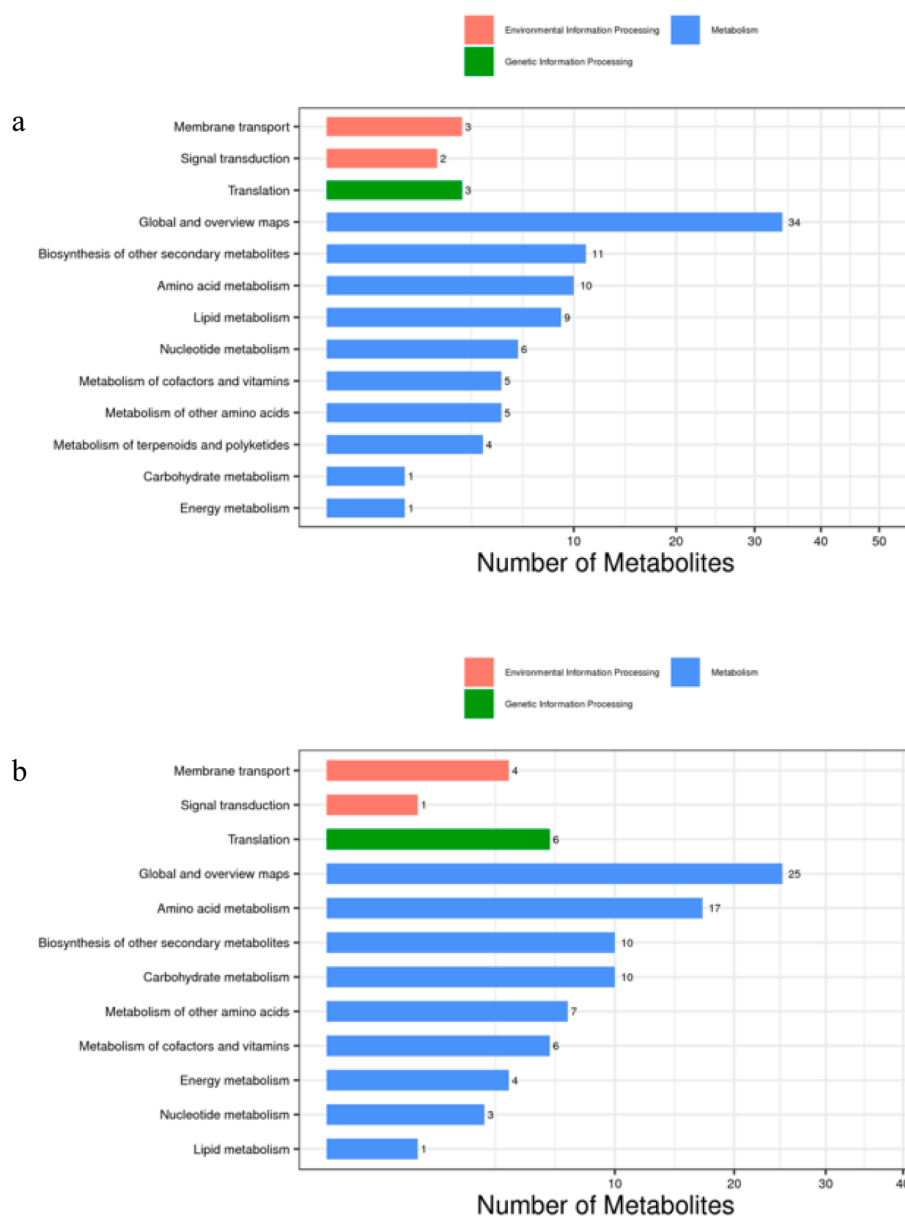 Environmental Information Processing Metabolism
Genetic Information Processing
a
Membrane transport 3
Signal transduction 2
Translation 3
Global and overview maps 34
Biosynthesis of other secondary metabolites 11
Amino acid metabolism 10
Lipid metabolism 9
Nucleotide metabolism 6
Metabolism of cofactors and vitamins 5
Metabolism of other amino acids 5
Metabolism of terpenoids and polyketides 4
Carbohydrate metabolism 1
Energy metabolism 1
10 20 30 40 50
Number of Metabolites
Environmental Information Processing Metabolism
Genetic Information Processing
b
Membrane transport 4
Signal transduction 1
Translation 6
Global and overview maps 25
Amino acid metabolism 17
Biosynthesis of other secondary metabolites 10
Carbohydrate metabolism 10
Metabolism of other amino acids 7
Metabolism of cofactors and vitamins 6
Energy metabolism 4
Nucleotide metabolism 3
Lipid metabolism 1
10 20 30 40
Number of Metabolites